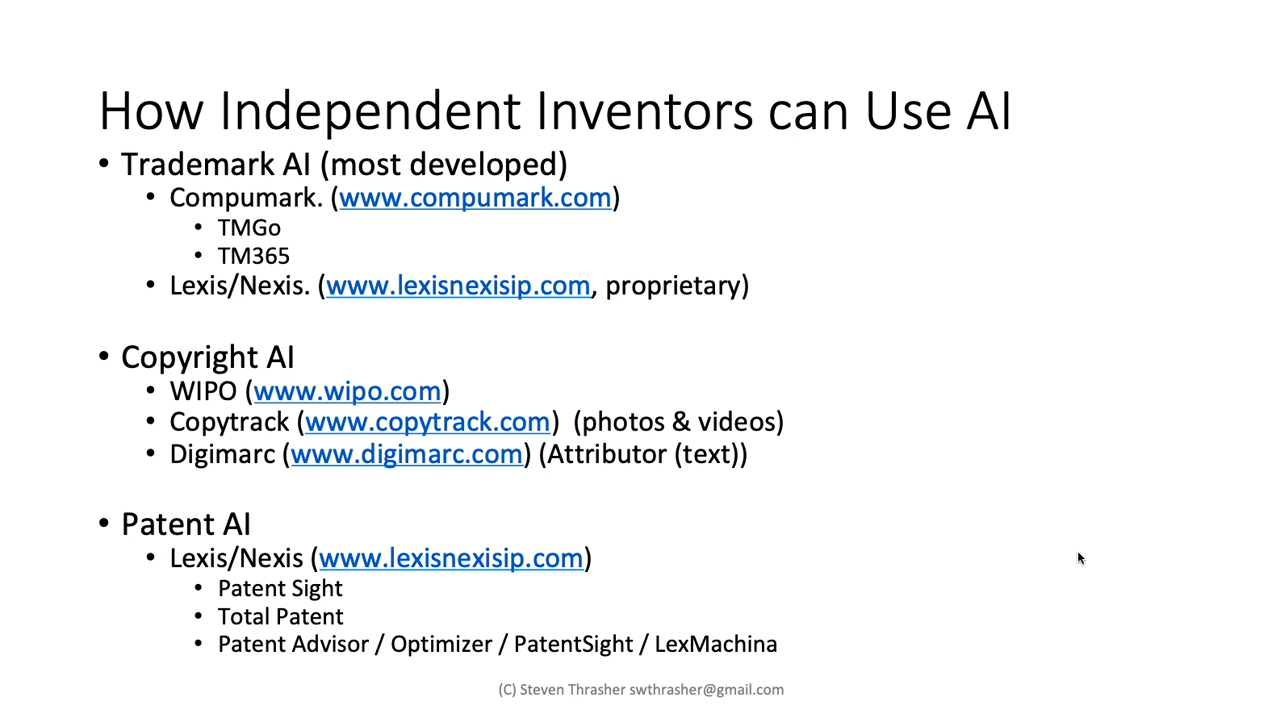 How Independent Inventors can Use AI
• Trademark AI (most developed)
• Compumark. (www.compumark.com)
• TMGo
• TM365
• Lexis/Nexis. (www.lexisnexisip.com, proprietary)
• Copyright AI
• WIPO (www.wipo.com)
• Copytrack (www.copytrack.com) (photos & videos)
• Digimarc (www.digimarc.com) (Attributor (text))
• Patent AI
• Lexis/Nexis (www.lexisnexisip.com)
• Patent Sight
• Total Patent
• Patent Advisor / Optimizer / PatentSight / LexMachina
(C) Steven Thrasher swthrasher@gmail.com